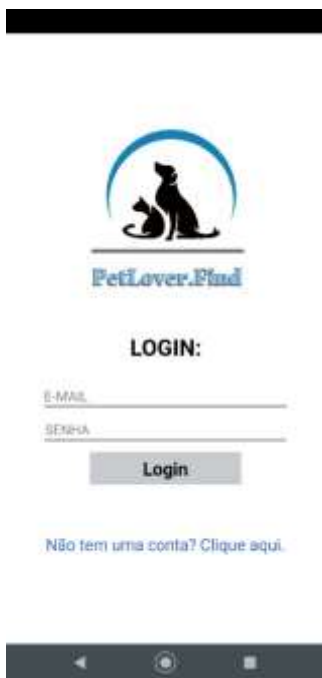 PetLover.Find
LOGIN:
E-MAIL
SENHA
Login
Não tem uma conta? Clique aqui.